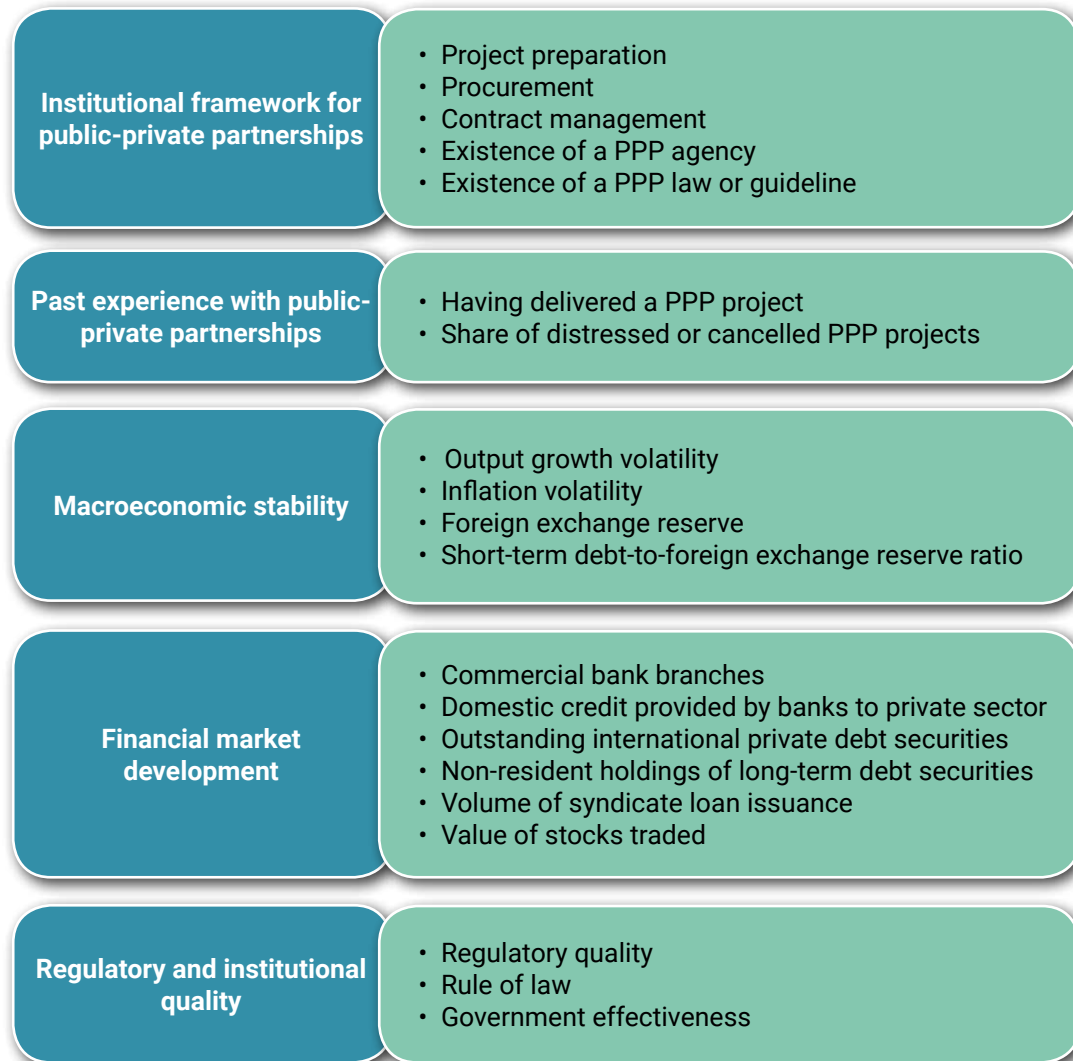 Institutional framework for
public-private partnerships
• Project preparation
• Procurement
• Contract management
• Existence of a PPP agency
• Existence of a PPP law or guideline
Past experience with public-
private partnerships
• Having delivered a PPP project
• Share of distressed or cancelled PPP projects
Macroeconomic stability
• Output growth volatility
• Inflation volatility
• Foreign exchange reserve
• Short-term debt-to-foreign exchange reserve ratio
Financial market
development
• Commercial bank branches
• Domestic credit provided by banks to private sector
• Outstanding international private debt securities
• Non-resident holdings of long-term debt securities
• Volume of syndicate loan issuance
• Value of stocks traded
Regulatory and institutional
quality
• Regulatory quality
• Rule of law
• Government effectiveness